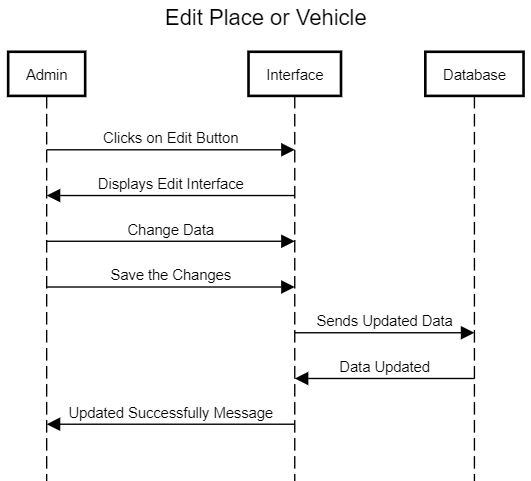 Edit Place or Vehicle
Admin
Interface
Database
Clicks on Edit Button
Displays Edit Interface
Change Data
Save the Changes
Sends Updated Data
Data Updated
Updated Successfully Message